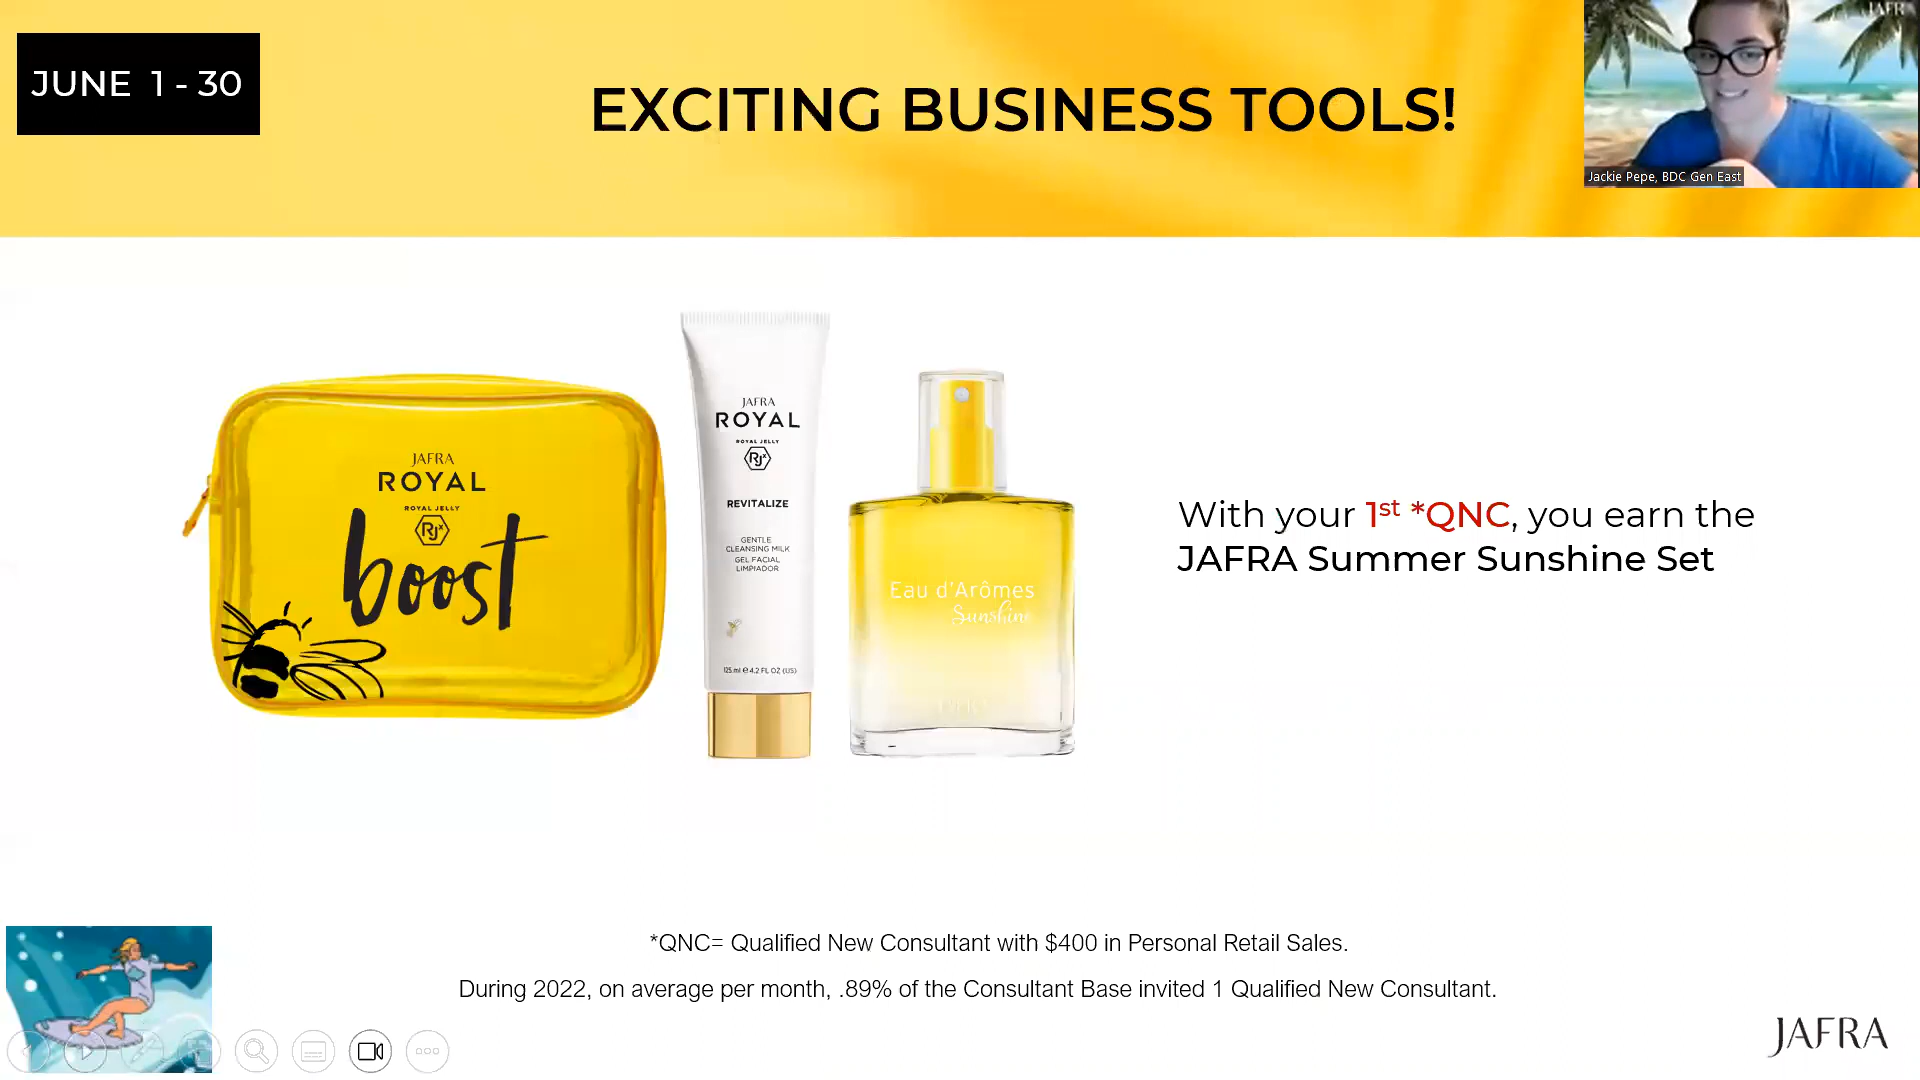 JUNE 1 - 30
EXCITING BUSINESS TOOLS!
JAFR
Jackie Pepe, BDC Gen East
JAFRA
ROYAL
ROYAL JELLY
RJx
boost
JAFRA
ROYAL
ROYAL JELLY
RJx
REVITALIZE
GENTLE
CLEANSING MILK
GEL FACIAL
LIMPIADOR
125 ml e 4.2 FL OZ (US)
Eau d'Arômes
Sunshine
With your 1st *QNC, you earn the
JAFRA Summer Sunshine Set
*QNC= Qualified New Consultant with $400 in Personal Retail Sales.
During 2022, on average per month, .89% of the Consultant Base invited 1 Qualified New Consultant.
JAFRA